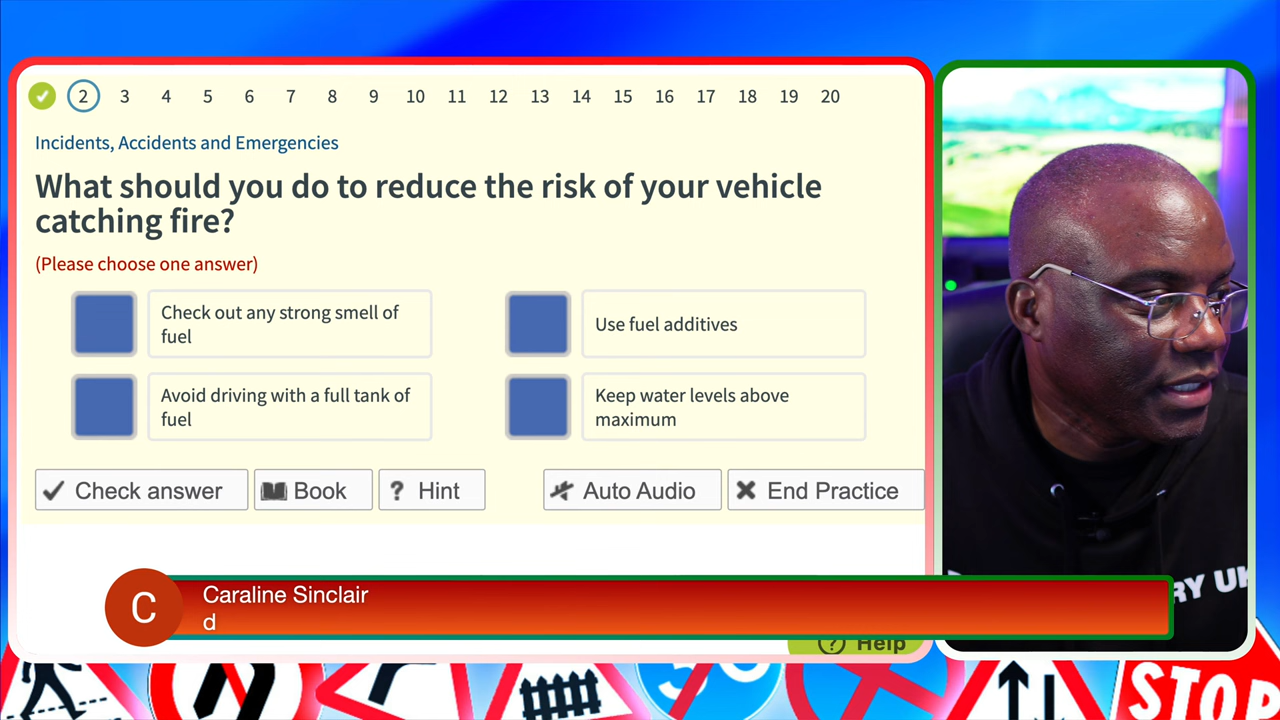 2 3 4 5 6 7 8 9 10 11 12 13 14 15 16 17 18 19 20
Incidents, Accidents and Emergencies
What should you do to reduce the risk of your vehicle
catching fire?
(Please choose one answer)
Check out any strong smell of
fuel
Use fuel additives
Avoid driving with a full tank of
fuel
Keep water levels above
maximum
Check answer
Book
? Hint
Auto Audio
End Practice
C
Caraline Sinclair
d
RY UK
? Help
STOP